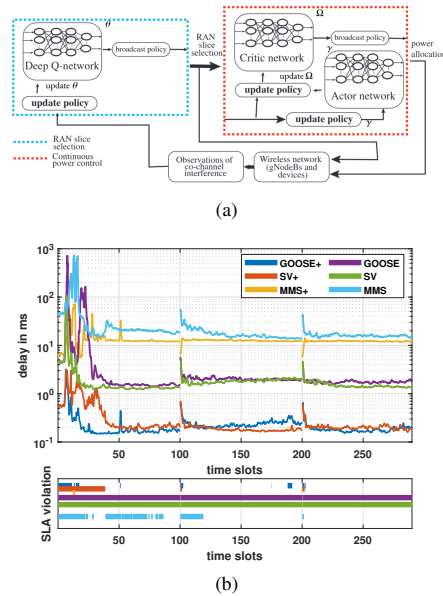 θ
Ω
RAN slice selection
broadcast policy
Deep Q-network
update θ
update policy
Critic network
broadcast policy
update Ω
update policy
γ
Actor network
update policy
γ
power allocation
RAN slice selection
Continuous power control
Observations of co-channel interference
Wireless network (gNodeBs and devices)
(a)
10³
10²
10¹
10⁰
10⁻¹
delay in ms
GOOSE+
SV+
MMS+
GOOSE
SV
MMS
50
100
150
200
250
time slots
SLA violation
50
100
150
200
250
time slots
(b)